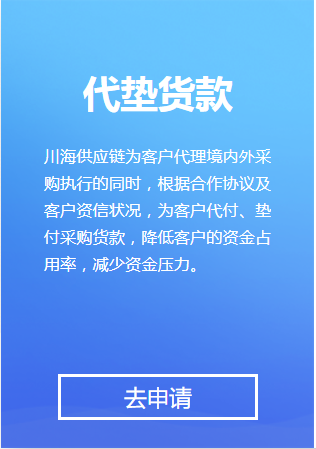 代垫货款
川海供应链为客户代理境内外采
购执行的同时，根据合作协议及
客户资信状况，为客户代付、垫
付采购货款，降低客户的资金占
用率，减少资金压力。
去申请